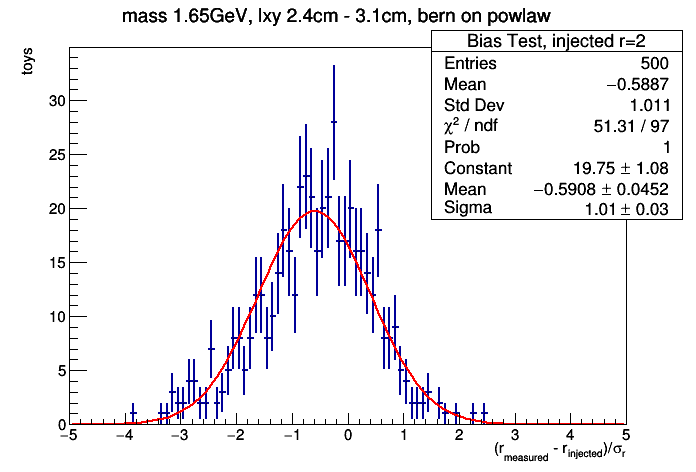 mass 1.65GeV, lxy 2.4cm - 3.1cm, bern on powlaw
Bias Test, injected r=2
Entries 500
Mean −0.5887
Std Dev 1.011
χ² / ndf 51.31 / 97
Prob 1
Constant 19.75 ± 1.08
Mean −0.5908 ± 0.0452
Sigma 1.01 ± 0.03
toys
30
25
20
15
10
5
0
−5 −4 −3 −2 −1 0 1 2 3 4 5
(r_measured - r_injected)/σ_r